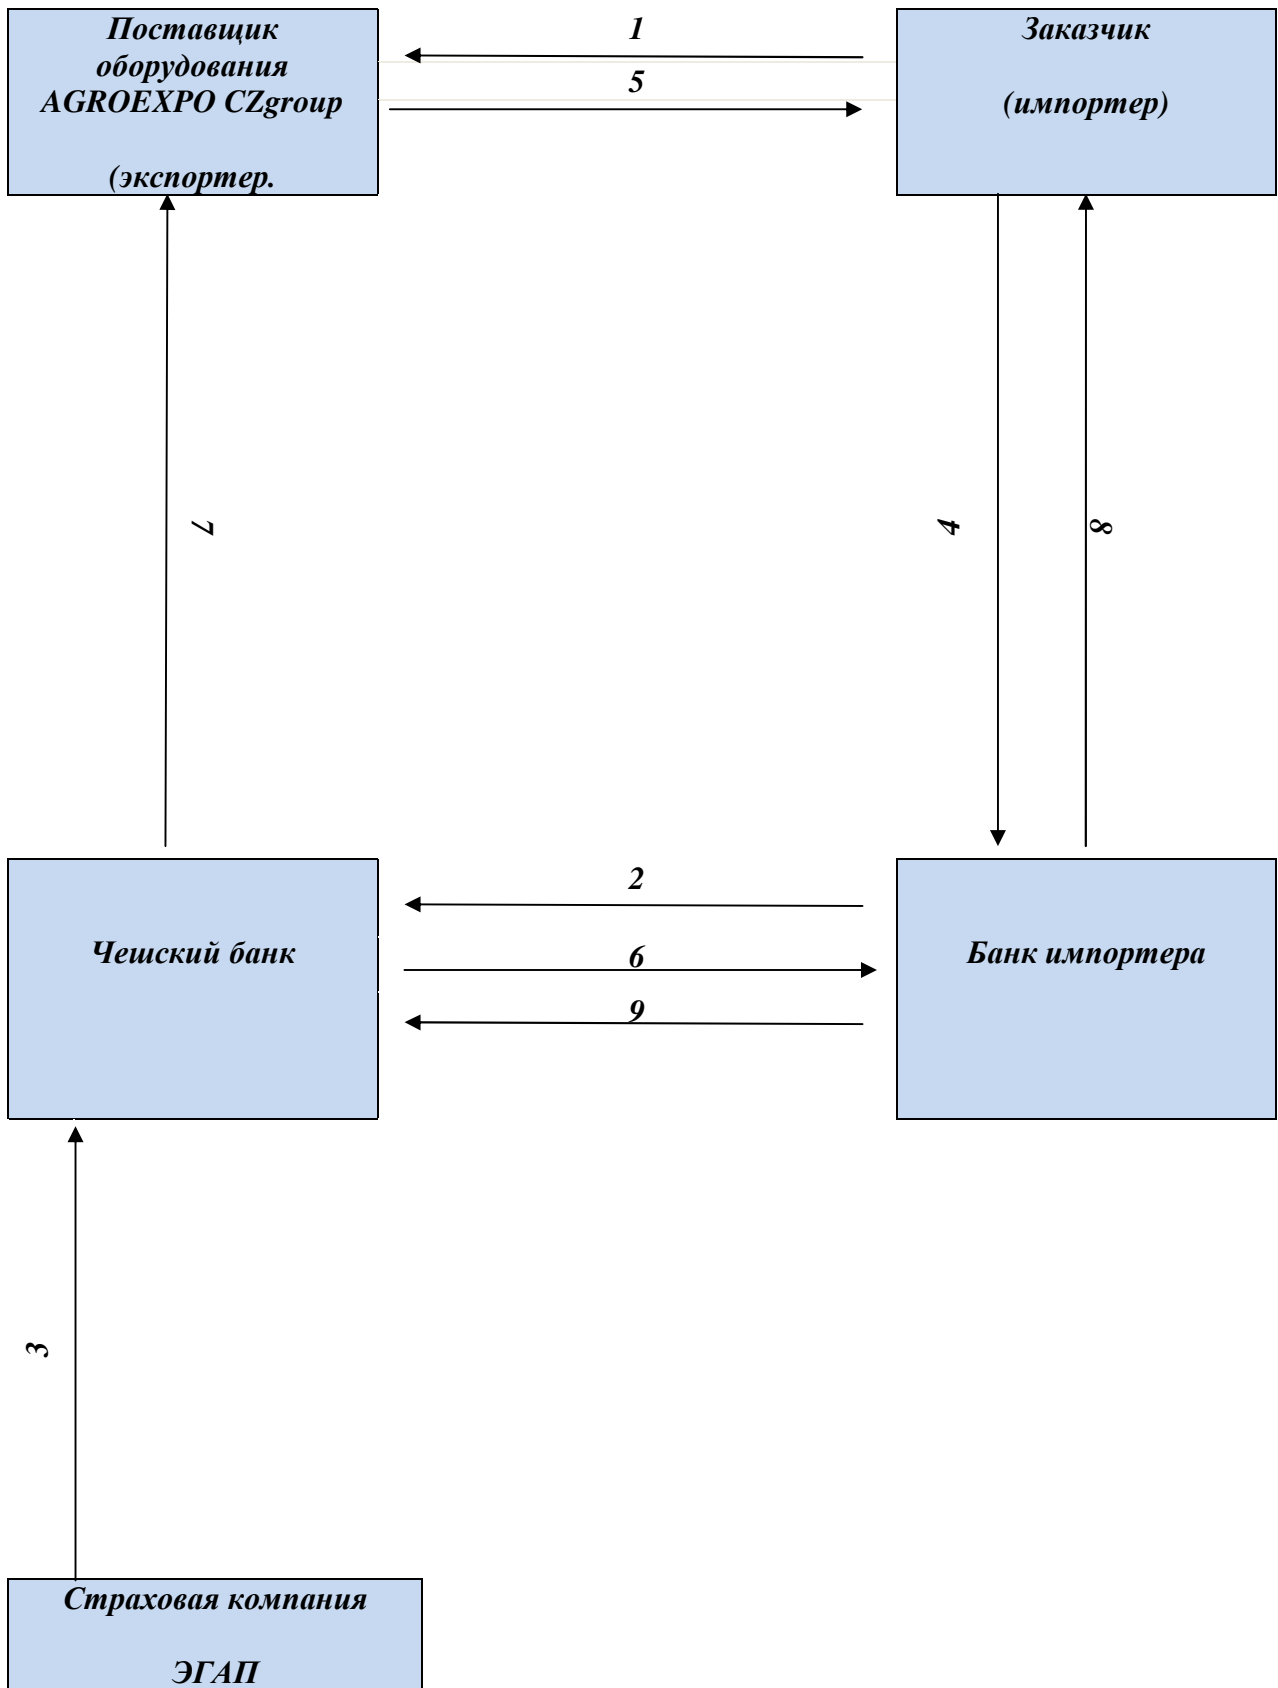 Поставщик
оборудования
AGROEXPO CZgroup
(экспортер.
1
5
Заказчик
(импортер)
7
4
8
Чешский банк
2
6
9
Банк импортера
3
Страховая компания
ЭГАП